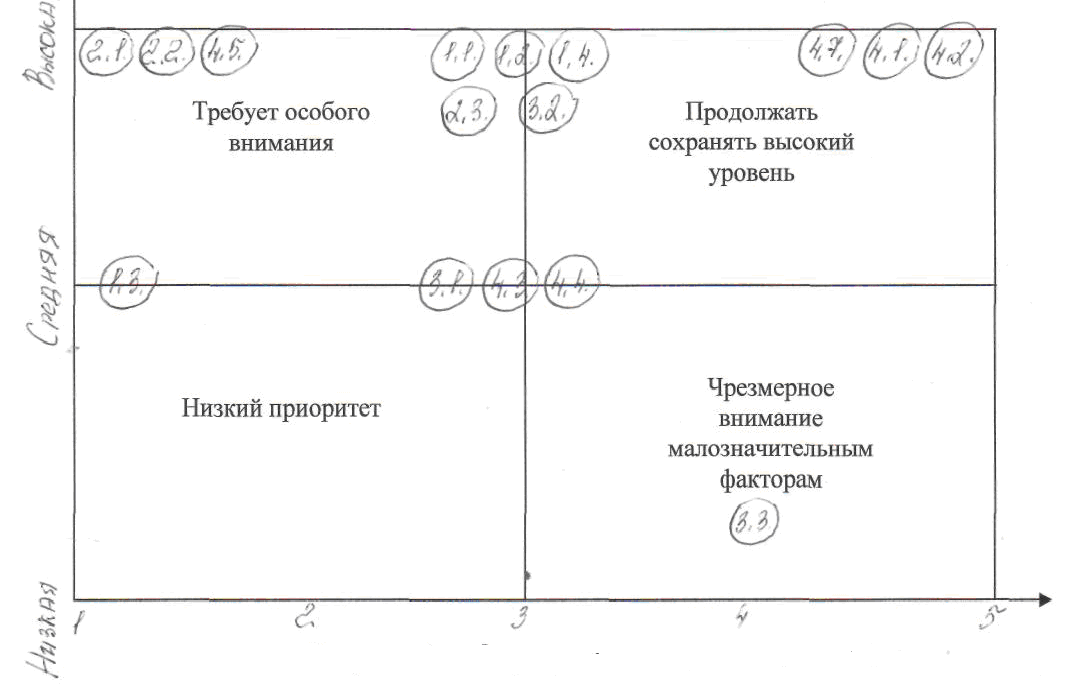 Высокая
2.1. 2.2. 4.5. 1.1. 1.2. 1.4. 4.7. 4.1. 4.2.
2.3. 3.2.
Требует особого
внимания
Продолжать
сохранять высокий
уровень
Средняя
1.3. 3.1. 4.3 4.4.
Низкий приоритет
Чрезмерное
внимание
малозначительным
факторам
3.3
Низкая
1 2 3 4 5